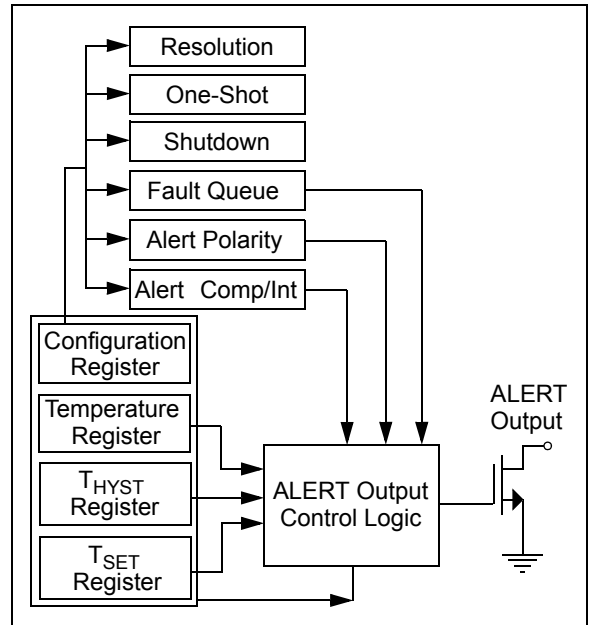 Resolution
One-Shot
Shutdown
Fault Queue
Alert Polarity
Alert Comp/Int
Configuration
Register
Temperature
Register
THYST
Register
TSET
Register
ALERT Output
Control Logic
ALERT
Output